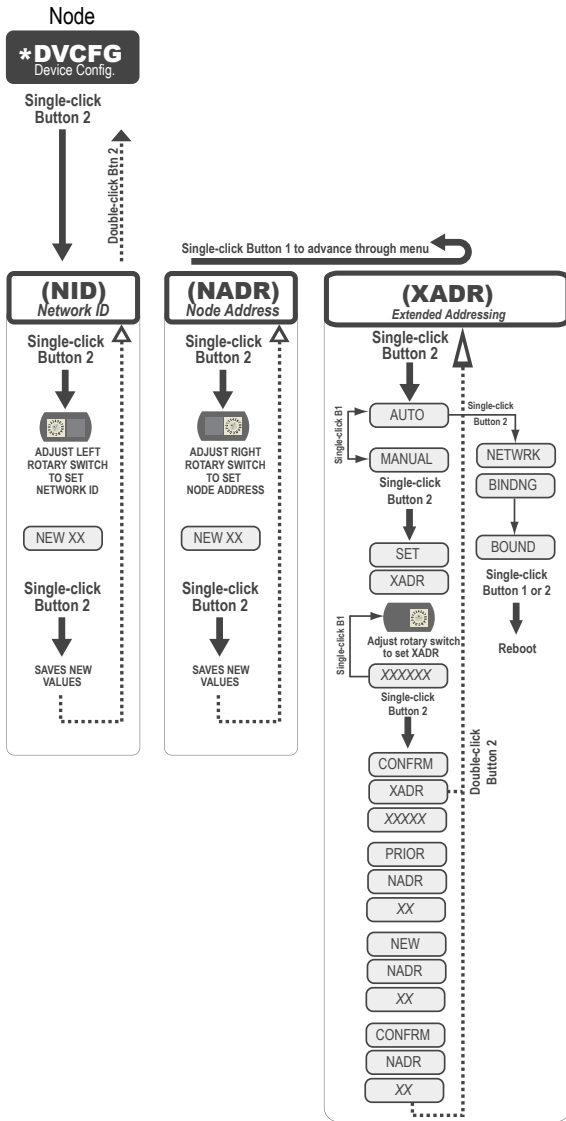 Node
*DVCFG
Device Config.
Single-click
Button 2
Double-click Btn 2
Single-click Button 1 to advance through menu
(NID)
Network ID
Single-click
Button 2
ADJUST LEFT
ROTARY SWITCH
TO SET
NETWORK ID
NEW XX
Single-click
Button 2
SAVES NEW
VALUES
(NADR)
Node Address
Single-click
Button 2
ADJUST RIGHT
ROTARY SWITCH
TO SET
NODE ADDRESS
NEW XX
Single-click
Button 2
SAVES NEW
VALUES
(XADR)
Extended Addressing
Single-click
Button 2
Single-click B1
AUTO
MANUAL
Single-click
Button 2
SET
XADR
Single-click B1
Adjust rotary switch
to set XADR
XXXXXX
Single-click
Button 2
CONFRM
XADR
XXXXX
PRIOR
NADR
XX
NEW
NADR
XX
CONFRM
NADR
XX
Double-click
Button 2
Single-click
Button 2
NETWRK
BINDNG
BOUND
Single-click
Button 1 or 2
Reboot